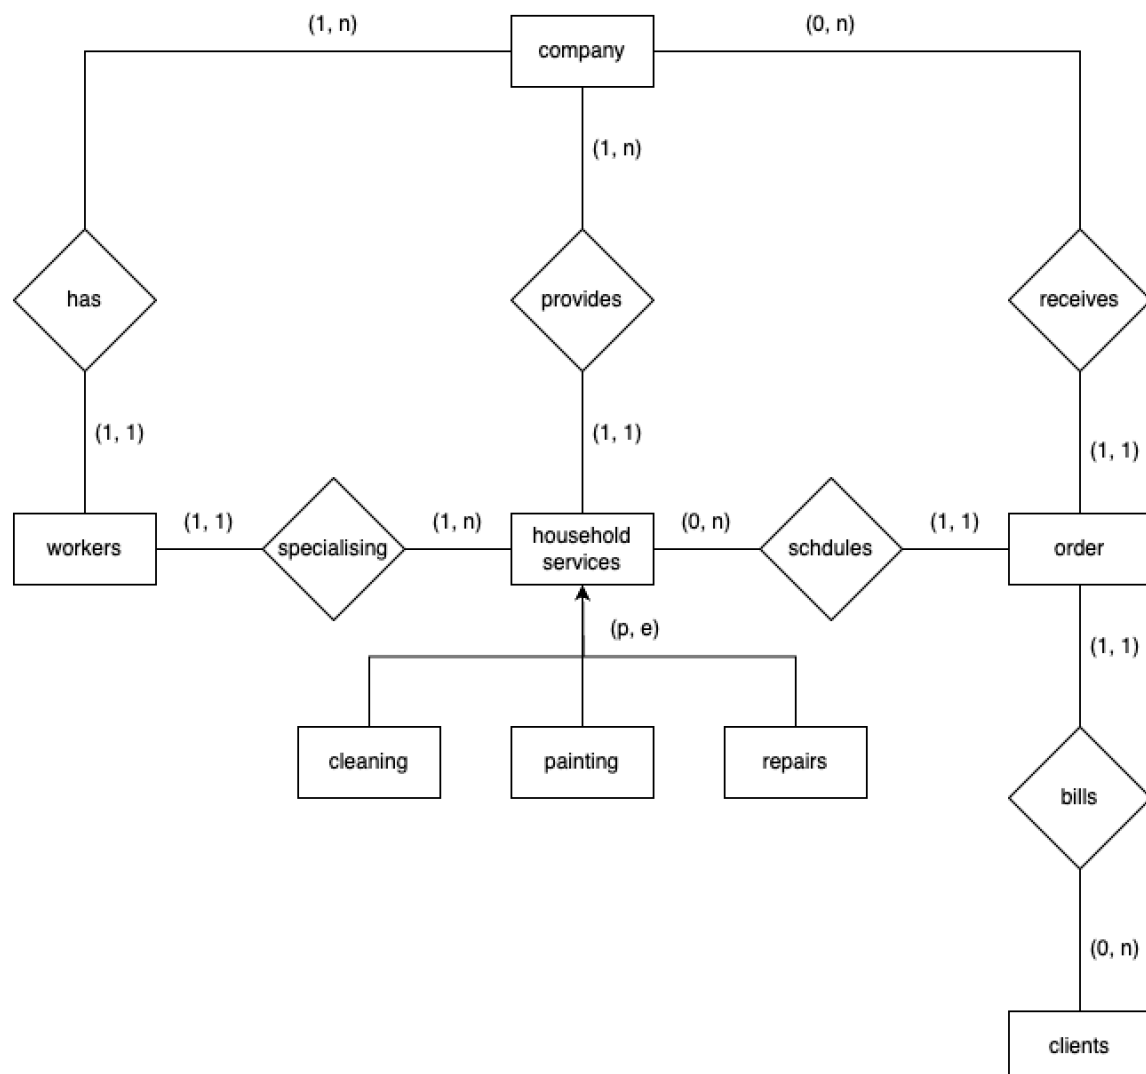 (1, n)
company
(0, n)
(1, n)
has
provides
receives
(1, 1)
(1, 1)
(1, 1)
workers
(1, 1)
specialising
(1, n)
household
services
(0, n)
schdules
(1, 1)
order
(p, e)
(1, 1)
cleaning
painting
repairs
bills
(0, n)
clients